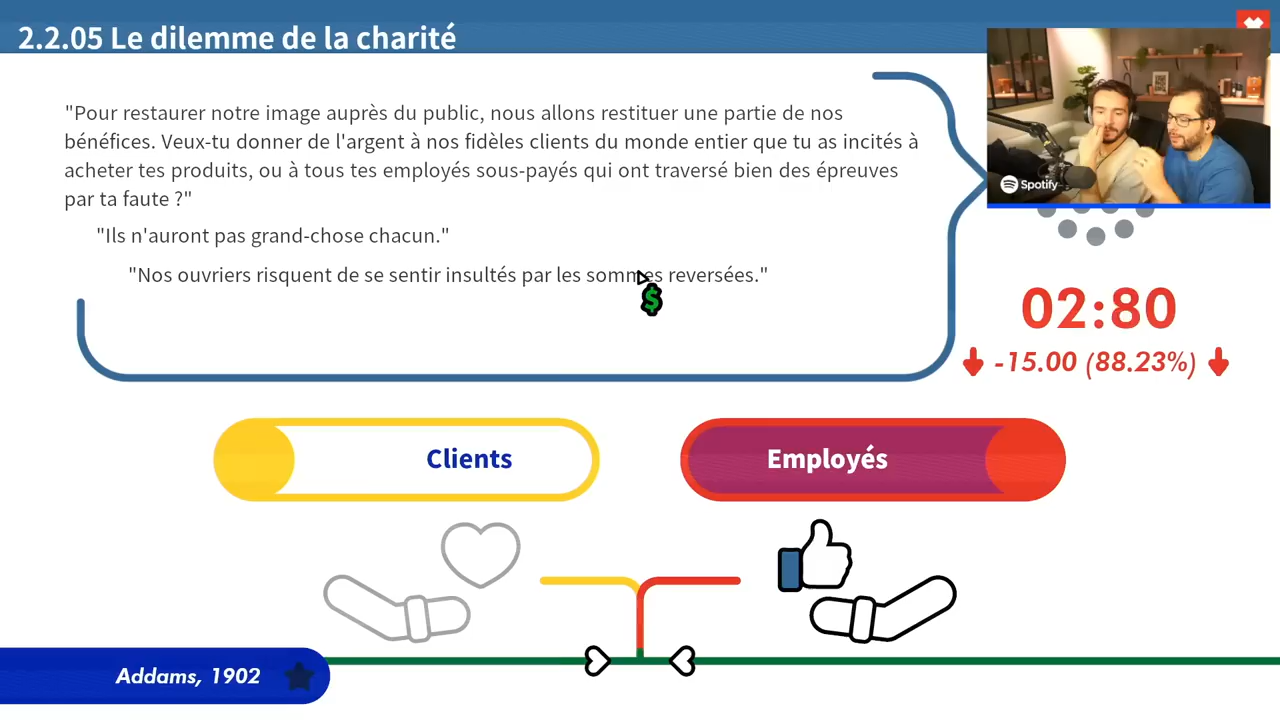 2.2.05 Le dilemme de la charité
"Pour restaurer notre image auprès du public, nous allons restituer une partie de nos
bénéfices. Veux-tu donner de l'argent à nos fidèles clients du monde entier que tu as incités à
acheter tes produits, ou à tous tes employés sous-payés qui ont traversé bien des épreuves
par ta faute ?"
"Ils n'auront pas grand-chose chacun."
"Nos ouvriers risquent de se sentir insultés par les sommes reversées."
Spotify
02:80
-15.00 (88.23%)
Clients
Employés
$
Addams, 1902